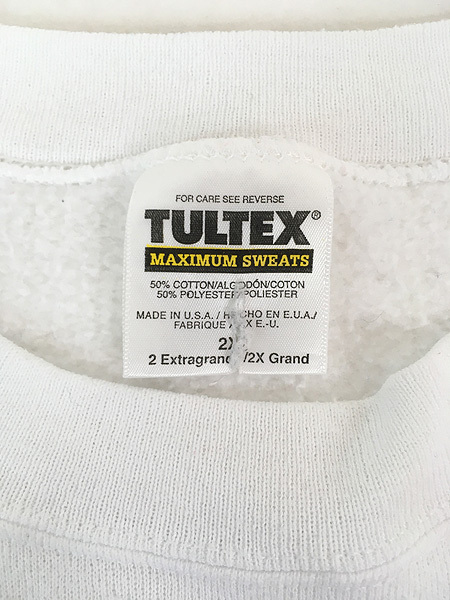 FOR CARE SEE REVERSE
TULTEX®
MAXIMUM SWEATS
50% COTTON/ALGODÓN/COTON
50% POLYESTER/POLIESTER
MADE IN U.S.A./ HECHO EN E.U.A./
FABRIQUE AUX E.-U.
2X
2 Extragrande/2X Grand